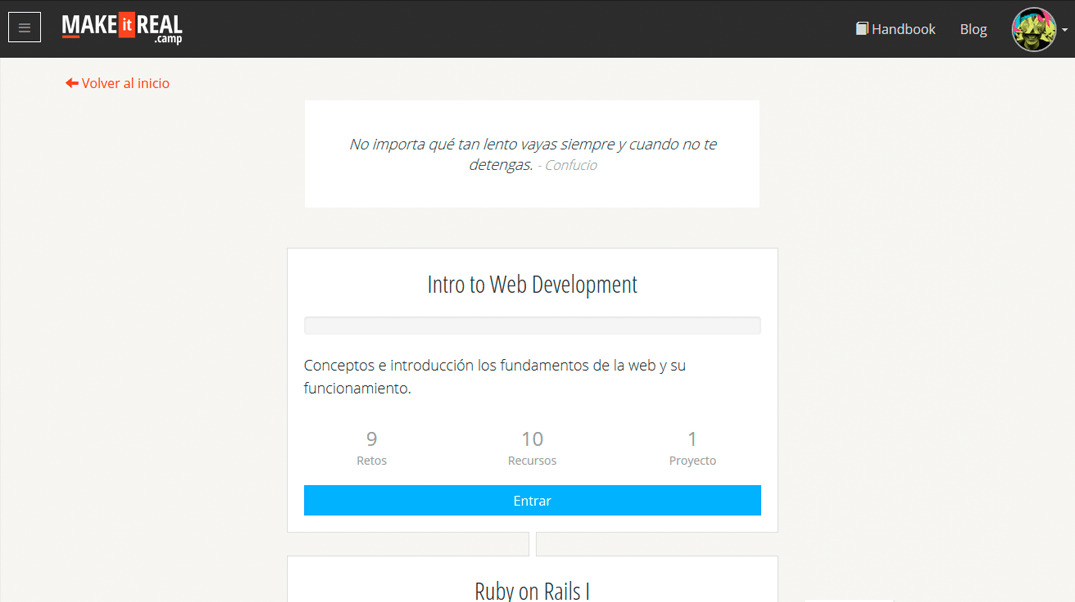 MAKE it REAL
.camp
Handbook
Blog
Volver al inicio
No importa qué tan lento vayas siempre y cuando no te
detengas. - Confucio
Intro to Web Development
Conceptos e introducción los fundamentos de la web y su
funcionamiento.
9
Retos
10
Recursos
1
Proyecto
Entrar
Ruby on Rails I